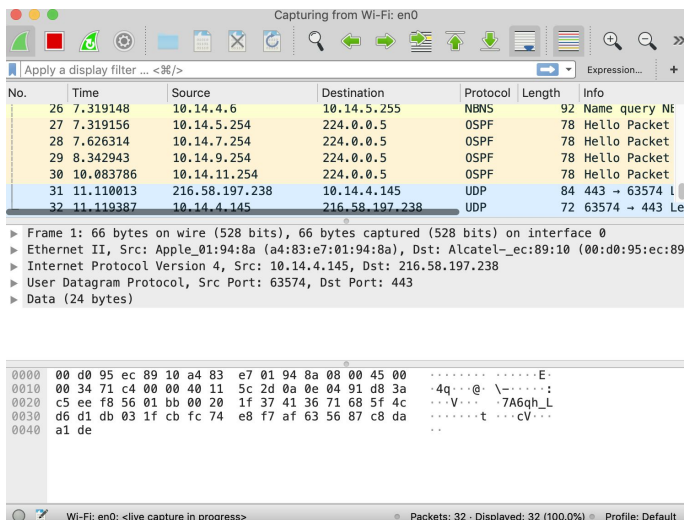 Capturing from Wi-Fi: en0
Apply a display filter ... <⌘/>
Expression... +
No. Time Source Destination Protocol Length Info
26 7.319148 10.14.4.6 10.14.5.255 NBNS 92 Name query NB
27 7.319156 10.14.5.254 224.0.0.5 OSPF 78 Hello Packet
28 7.626314 10.14.7.254 224.0.0.5 OSPF 78 Hello Packet
29 8.342943 10.14.9.254 224.0.0.5 OSPF 78 Hello Packet
30 10.083786 10.14.11.254 224.0.0.5 OSPF 78 Hello Packet
31 11.110013 216.58.197.238 10.14.4.145 UDP 84 443 → 63574 L
32 11.119387 10.14.4.145 216.58.197.238 UDP 72 63574 → 443 Le
Frame 1: 66 bytes on wire (528 bits), 66 bytes captured (528 bits) on interface 0
Ethernet II, Src: Apple_01:94:8a (a4:83:e7:01:94:8a), Dst: Alcatel-_ec:89:10 (00:d0:95:ec:89
Internet Protocol Version 4, Src: 10.14.4.145, Dst: 216.58.197.238
User Datagram Protocol, Src Port: 63574, Dst Port: 443
Data (24 bytes)
0000 00 d0 95 ec 89 10 a4 83 e7 01 94 8a 08 00 45 00 ········ ······E·
0010 00 34 71 c4 00 00 40 11 5c 2d 0a 0e 04 91 d8 3a ·4q···@· \-·····:
0020 c5 ee f8 56 01 bb 00 20 1f 37 41 36 71 68 5f 4c ···V··· ·7A6qh_L
0030 d6 d1 db 03 1f cb fc 74 e8 f7 af 63 56 87 c8 da ·······t ···cV···
0040 a1 de ··
Wi-Fi: en0: <live capture in progress> Packets: 32 · Displayed: 32 (100.0%) Profile: Default